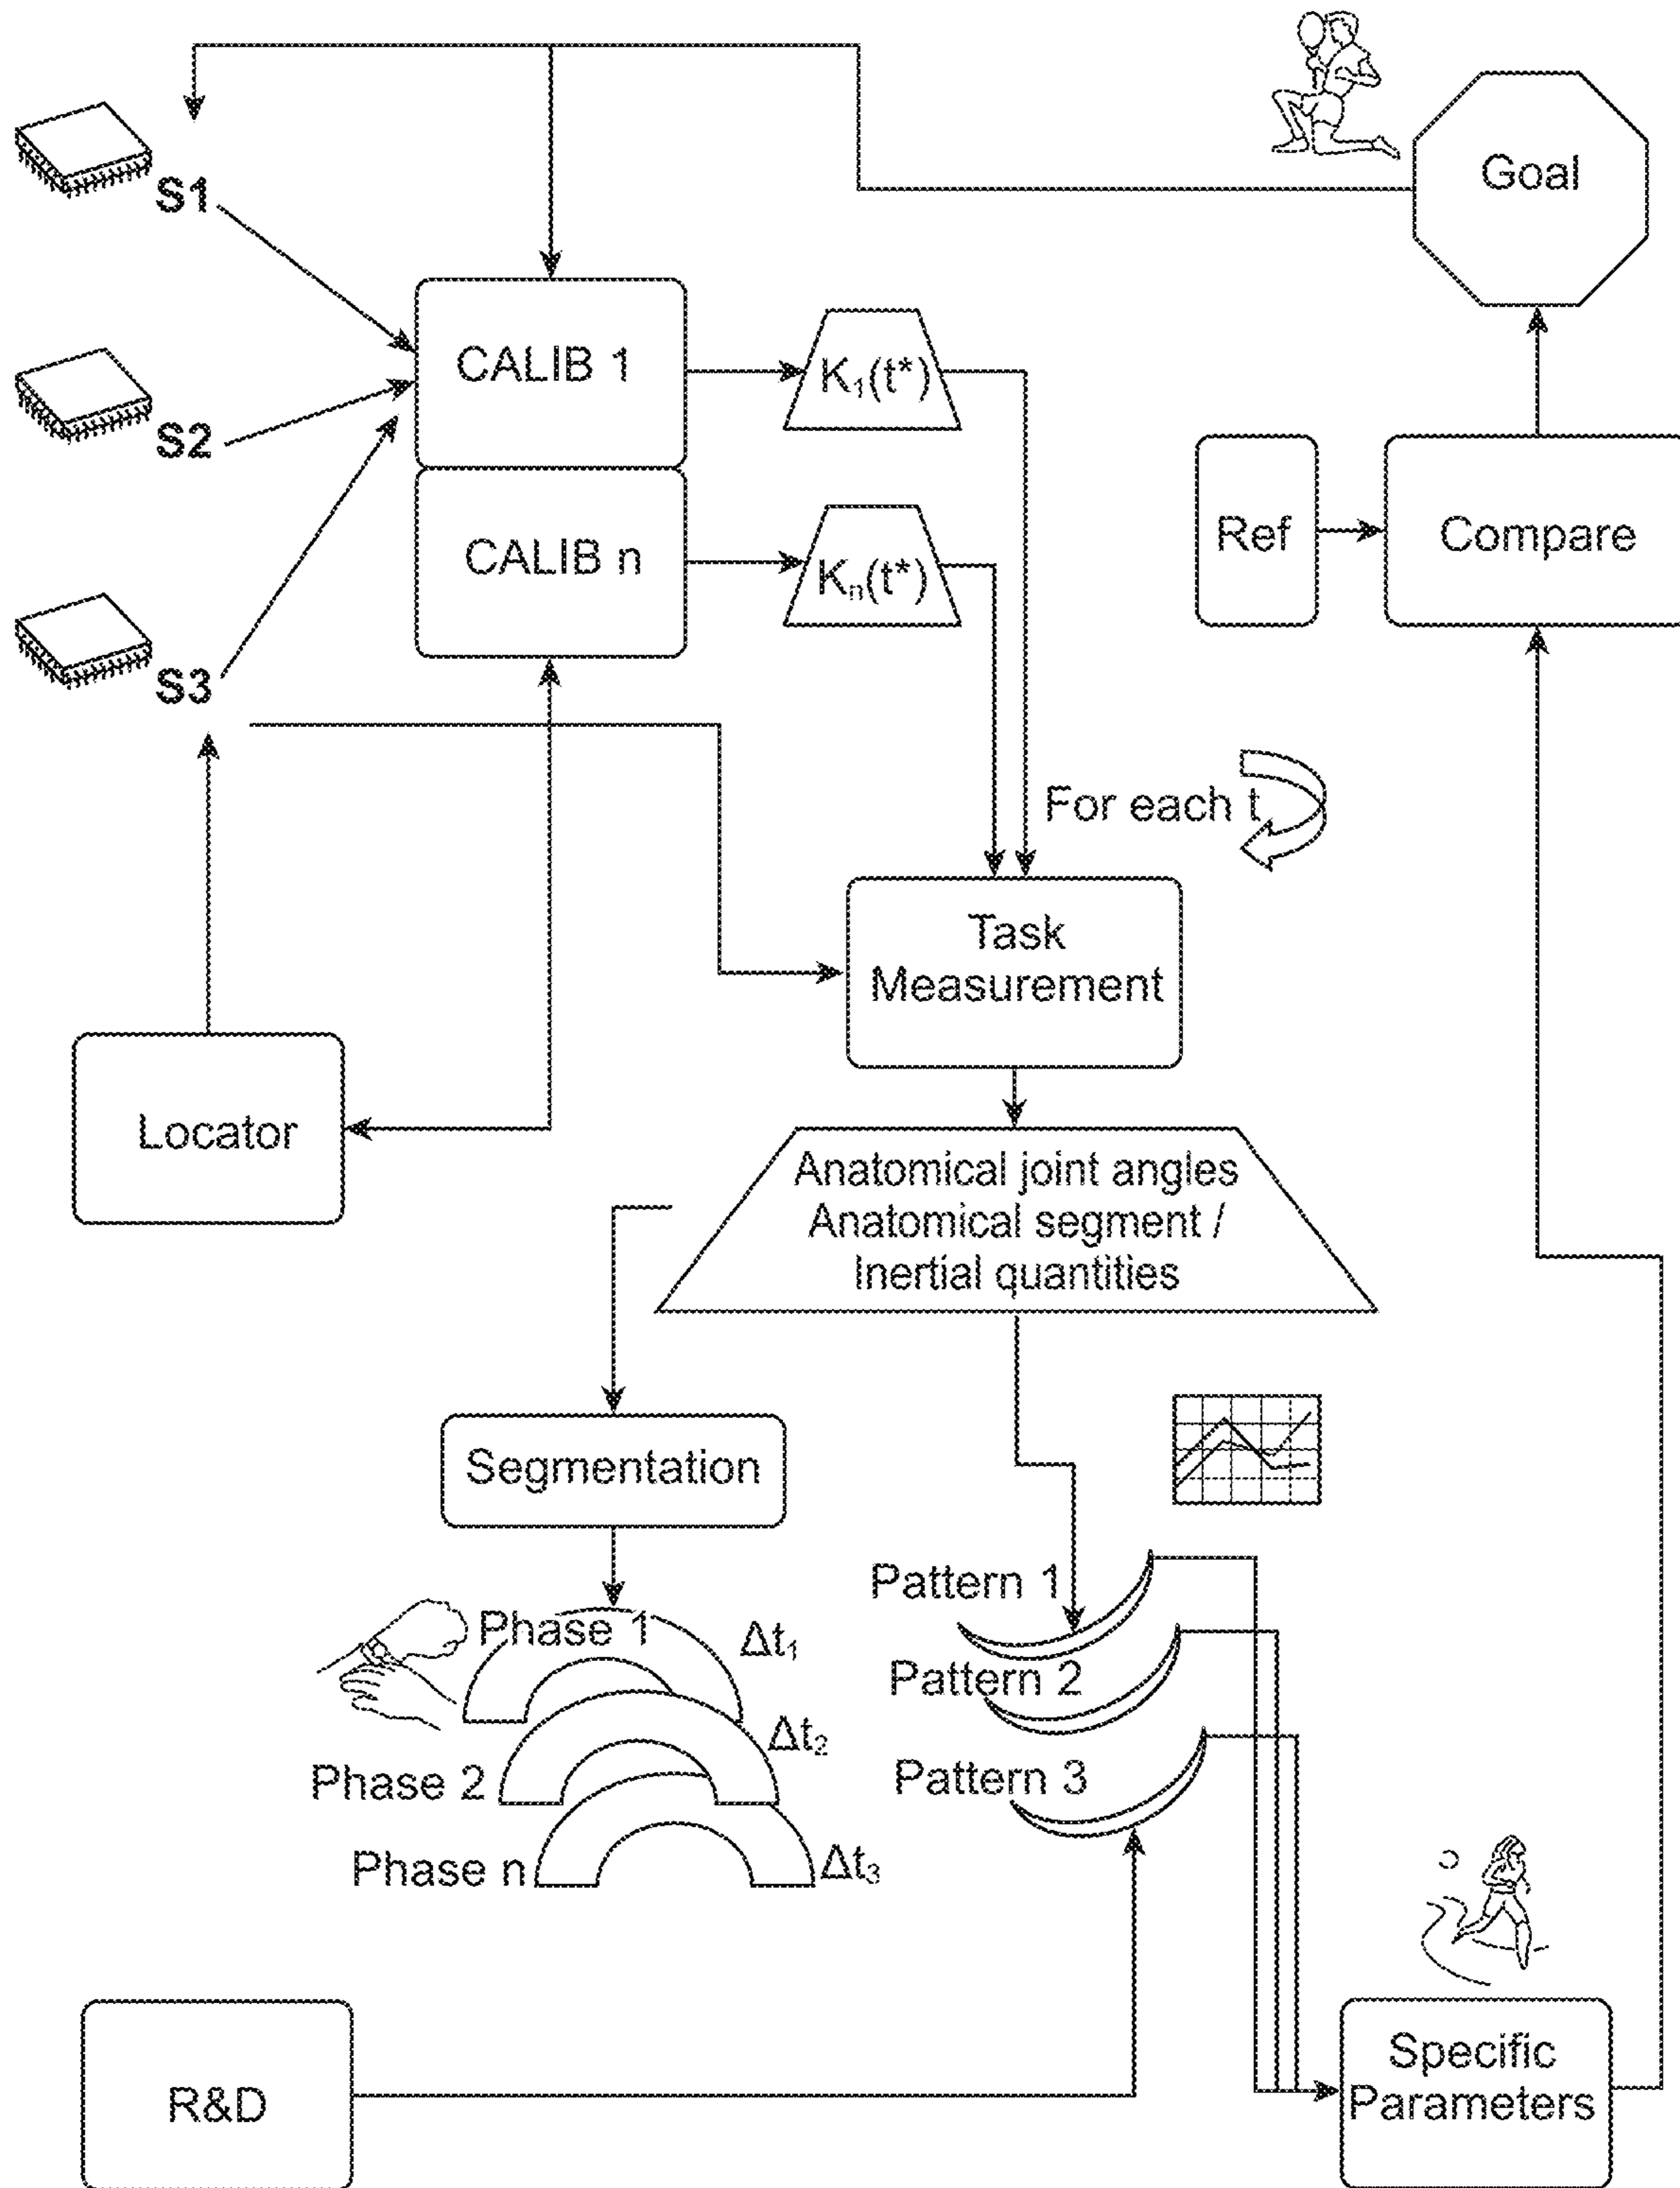 Goal
S1
CALIB 1
K₁(t*)
S2
Ref
Compare
CALIB n
Kₙ(t*)
S3
For each t
Task
Measurement
Locator
Anatomical joint angles
Anatomical segment /
Inertial quantities
Segmentation
Pattern 1
Phase 1
Δt₁
Pattern 2
Δt₂
Phase 2
Pattern 3
Phase n
Δt₃
Specific
Parameters
R&D